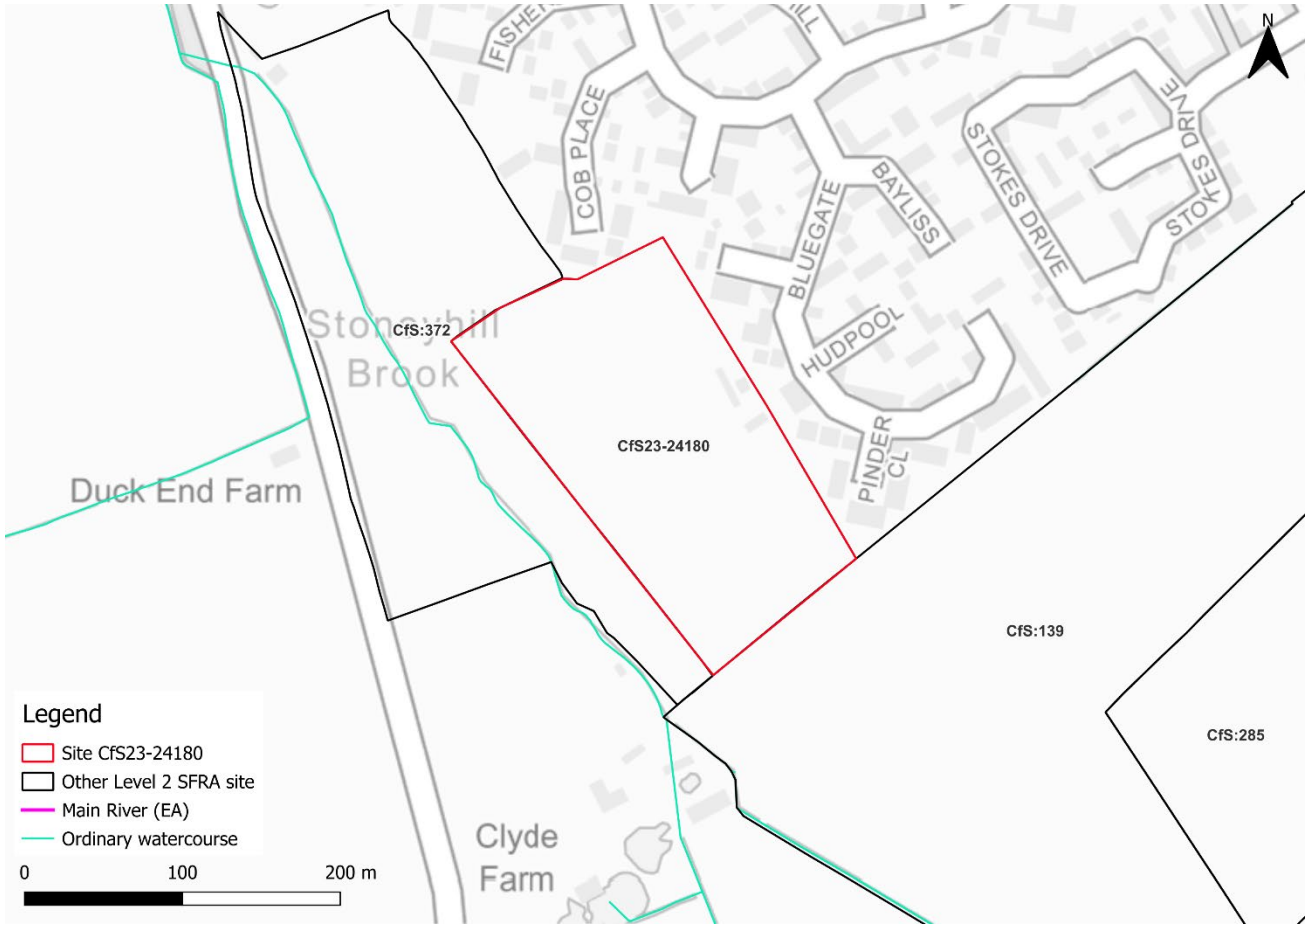 N
FISHER
HILL
COB PLACE
BLUEGATE
BAYLISS
STOKES DRIVE
STOKES DRIVE
HUDPOOL
PINDER
CL
Stoneyhill
Brook
CfS:372
CfS23-24180
Duck End Farm
CfS:139
CfS:285
Clyde
Farm
Legend
Site CfS23-24180
Other Level 2 SFRA site
Main River (EA)
Ordinary watercourse
0 100 200 m